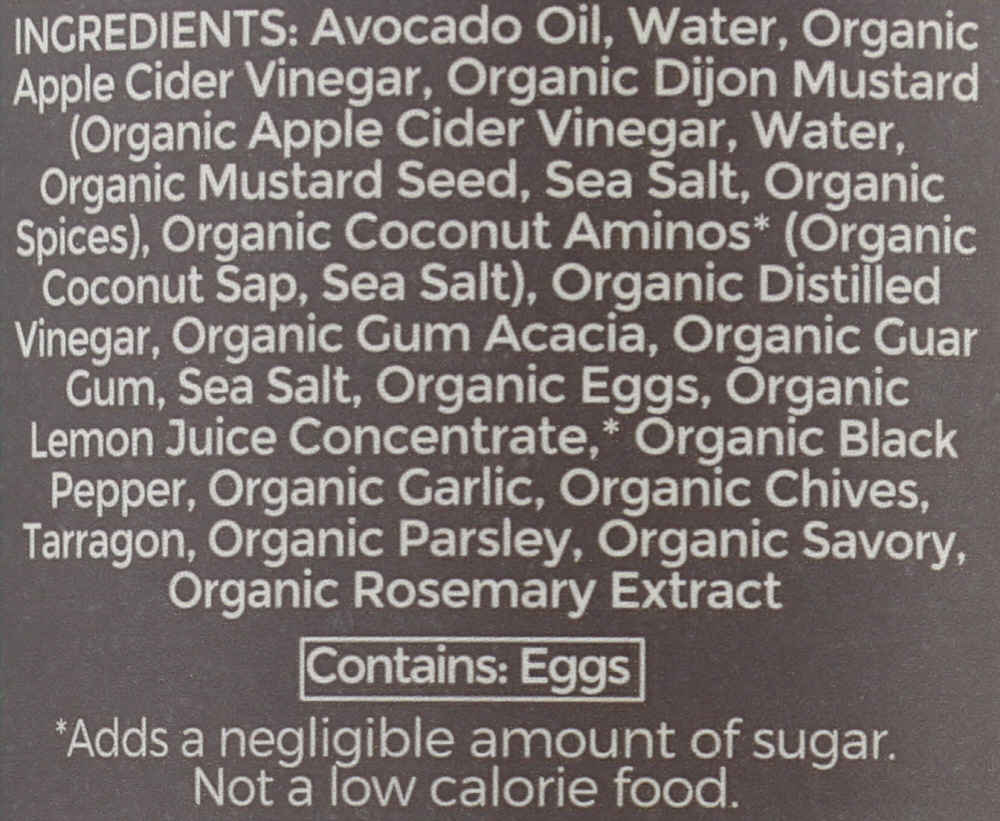 INGREDIENTS: Avocado Oil, Water, Organic
Apple Cider Vinegar, Organic Dijon Mustard
(Organic Apple Cider Vinegar, Water,
Organic Mustard Seed, Sea Salt, Organic
Spices), Organic Coconut Aminos* (Organic
Coconut Sap, Sea Salt), Organic Distilled
Vinegar, Organic Gum Acacia, Organic Guar
Gum, Sea Salt, Organic Eggs, Organic
Lemon Juice Concentrate,* Organic Black
Pepper, Organic Garlic, Organic Chives,
Tarragon, Organic Parsley, Organic Savory,
Organic Rosemary Extract
Contains: Eggs
*Adds a negligible amount of sugar.
Not a low calorie food.